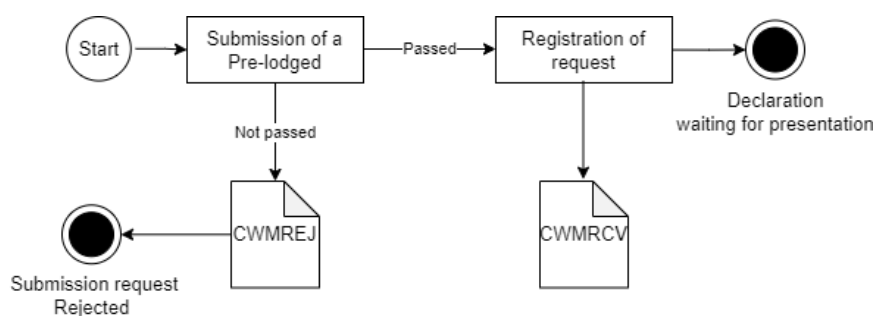 Start
Submission of a
Pre-lodged
Passed
Registration of
request
Declaration
waiting for presentation
Not passed
CWMREJ
CWMRCV
Submission request
Rejected